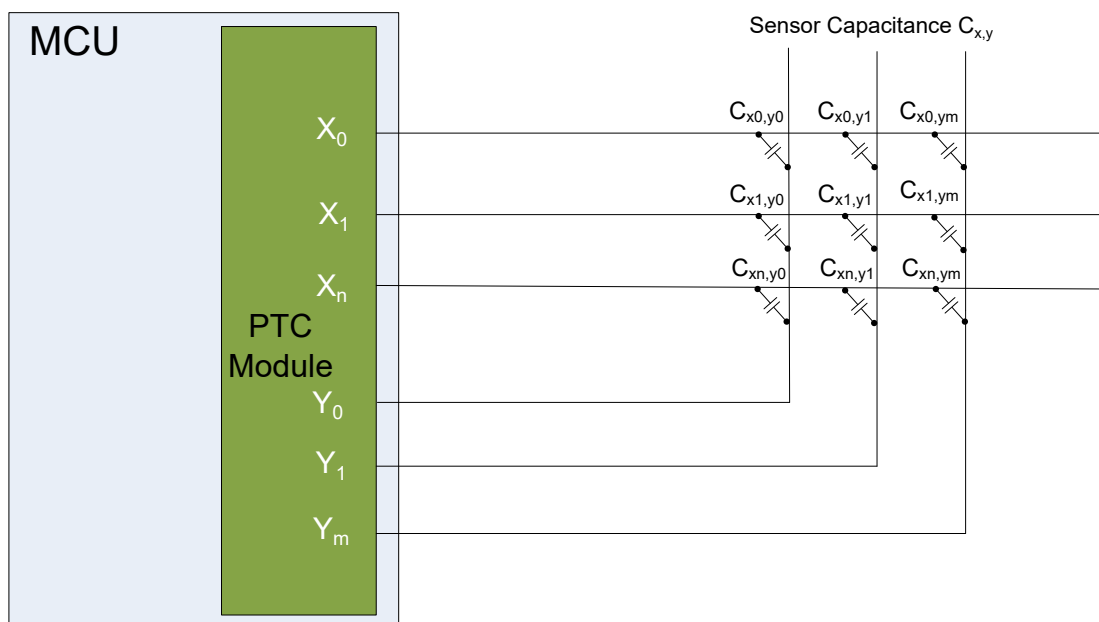 MCU
Sensor Capacitance Cx,y
X0
Cx0,y0 Cx0,y1 Cx0,ym
X1
Cx1,y0 Cx1,y1 Cx1,ym
Xn
Cxn,y0 Cxn,y1 Cxn,ym
PTC
Module
Y0
Y1
Ym